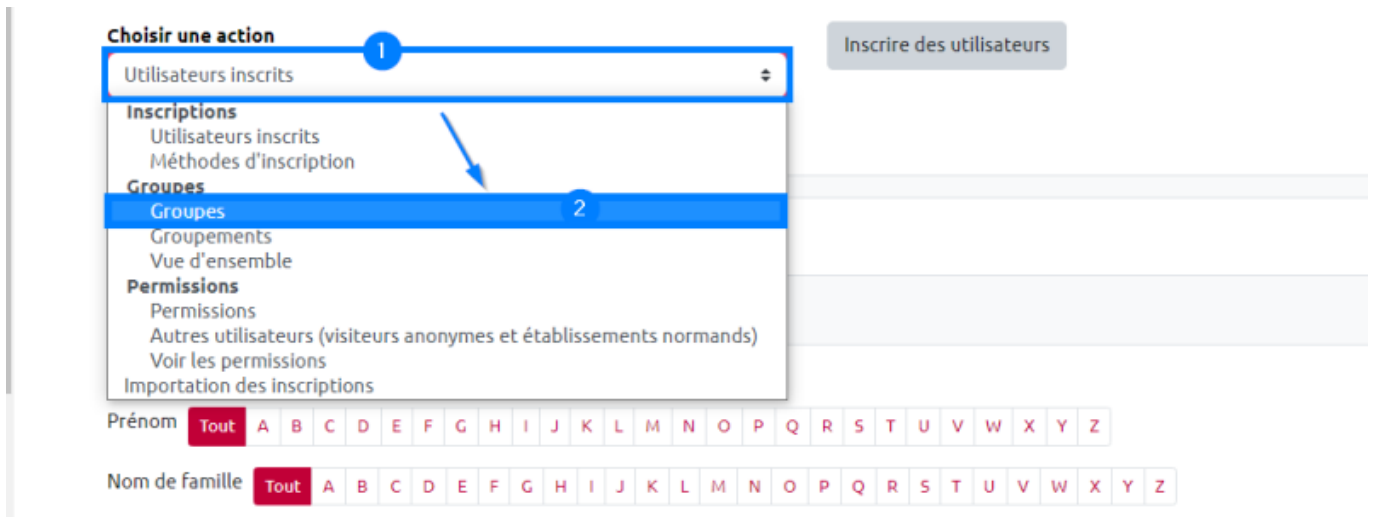 Choisir une action
1
Inscrire des utilisateurs
Utilisateurs inscrits
Inscriptions
Utilisateurs inscrits
Méthodes d'inscription
Groupes
Groupes 2
Groupements
Vue d'ensemble
Permissions
Permissions
Autres utilisateurs (visiteurs anonymes et établissements normands)
Voir les permissions
Importation des inscriptions
Prénom Tout A B C D E F G H I J K L M N O P Q R S T U V W X Y Z
Nom de famille Tout A B C D E F G H I J K L M N O P Q R S T U V W X Y Z